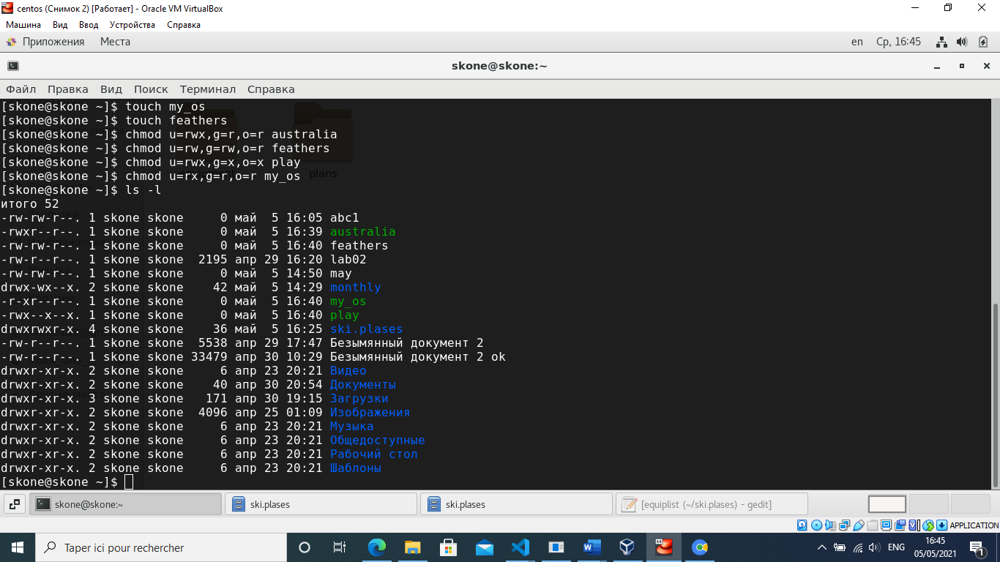 centos (Снимок 2) [Работает] - Oracle VM VirtualBox
Машина Вид Ввод Устройства Справка
Приложения Места en Ср, 16:45
skone@skone:~
Файл Правка Вид Поиск Терминал Справка
[skone@skone ~]$ touch my_os
[skone@skone ~]$ touch feathers
[skone@skone ~]$ chmod u=rwx,g=r,o=r australia
[skone@skone ~]$ chmod u=rw,g=rw,o=r feathers
[skone@skone ~]$ chmod u=rwx,g=x,o=x play
[skone@skone ~]$ chmod u=rx,g=r,o=r my_os
plans
[skone@skone ~]$ ls -l
итого 52
-rw-rw-r--. 1 skone skone 0 май 5 16:05 abc1
-rwxr--r--. 1 skone skone 0 май 5 16:39 australia
-rw-rw-r--. 1 skone skone 0 май 5 16:40 feathers
-rw-r--r--. 1 skone skone 2195 апр 29 16:20 lab02
-rw-rw-r--. 1 skone skone 0 май 5 14:50 may
drwx-wx--x. 2 skone skone 42 май 5 14:29 monthly
-r-xr--r--. 1 skone skone 0 май 5 16:40 my_os
-rwx--x--x. 1 skone skone 0 май 5 16:40 play
drwxrwxr-x. 4 skone skone 36 май 5 16:25 ski.plases
-rw-r--r--. 1 skone skone 5538 апр 29 17:47 Безымянный документ 2
-rw-r--r--. 1 skone skone 33479 апр 30 10:29 Безымянный документ 2 ok
drwxr-xr-x. 2 skone skone 6 апр 23 20:21 Видео
drwxr-xr-x. 2 skone skone 40 апр 30 20:54 Документы
drwxr-xr-x. 3 skone skone 171 апр 30 19:15 Загрузки
drwxr-xr-x. 2 skone skone 4096 апр 25 01:09 Изображения
drwxr-xr-x. 2 skone skone 6 апр 23 20:21 Музыка
drwxr-xr-x. 2 skone skone 6 апр 23 20:21 Общедоступные
drwxr-xr-x. 2 skone skone 6 апр 23 20:21 Рабочий стол
drwxr-xr-x. 2 skone skone 6 апр 23 20:21 Шаблоны
[skone@skone ~]$
skone@skone:~ ski.plases ski.plases [equiplist (~/ski.plases) - gedit]
APPLICATION
Taper ici pour rechercher ENG 16:45
05/05/2021